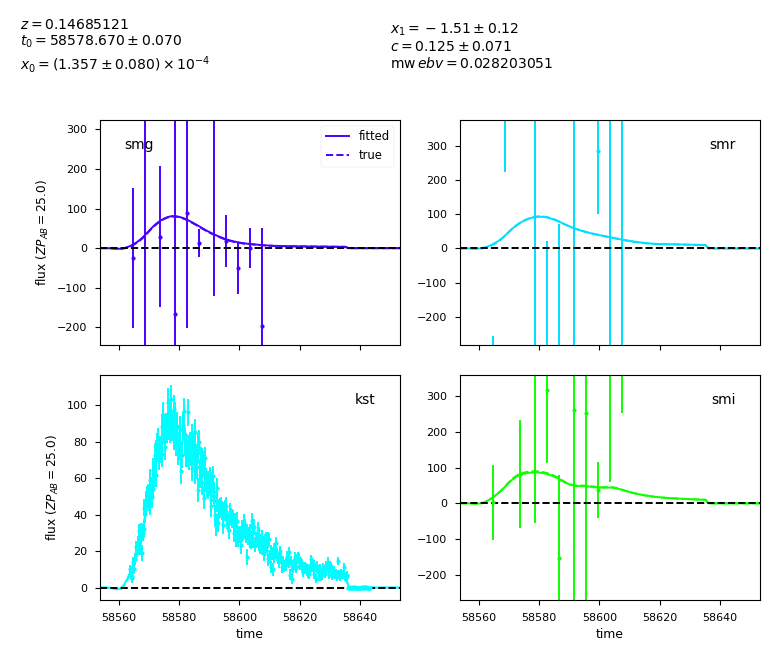 z = 0.14685121
t₀ = 58578.670 ± 0.070
x₀ = (1.357 ± 0.080) × 10⁻⁴
x₁ = −1.51 ± 0.12
c = 0.125 ± 0.071
mw ebv = 0.028203051
smg
fitted
true
300
200
100
0
−100
−200
flux (ZP_AB = 25.0)
smr
300
200
100
0
−100
−200
kst
100
80
60
40
20
0
flux (ZP_AB = 25.0)
58560 58580 58600 58620 58640
time
smi
300
200
100
0
−100
−200
58560 58580 58600 58620 58640
time